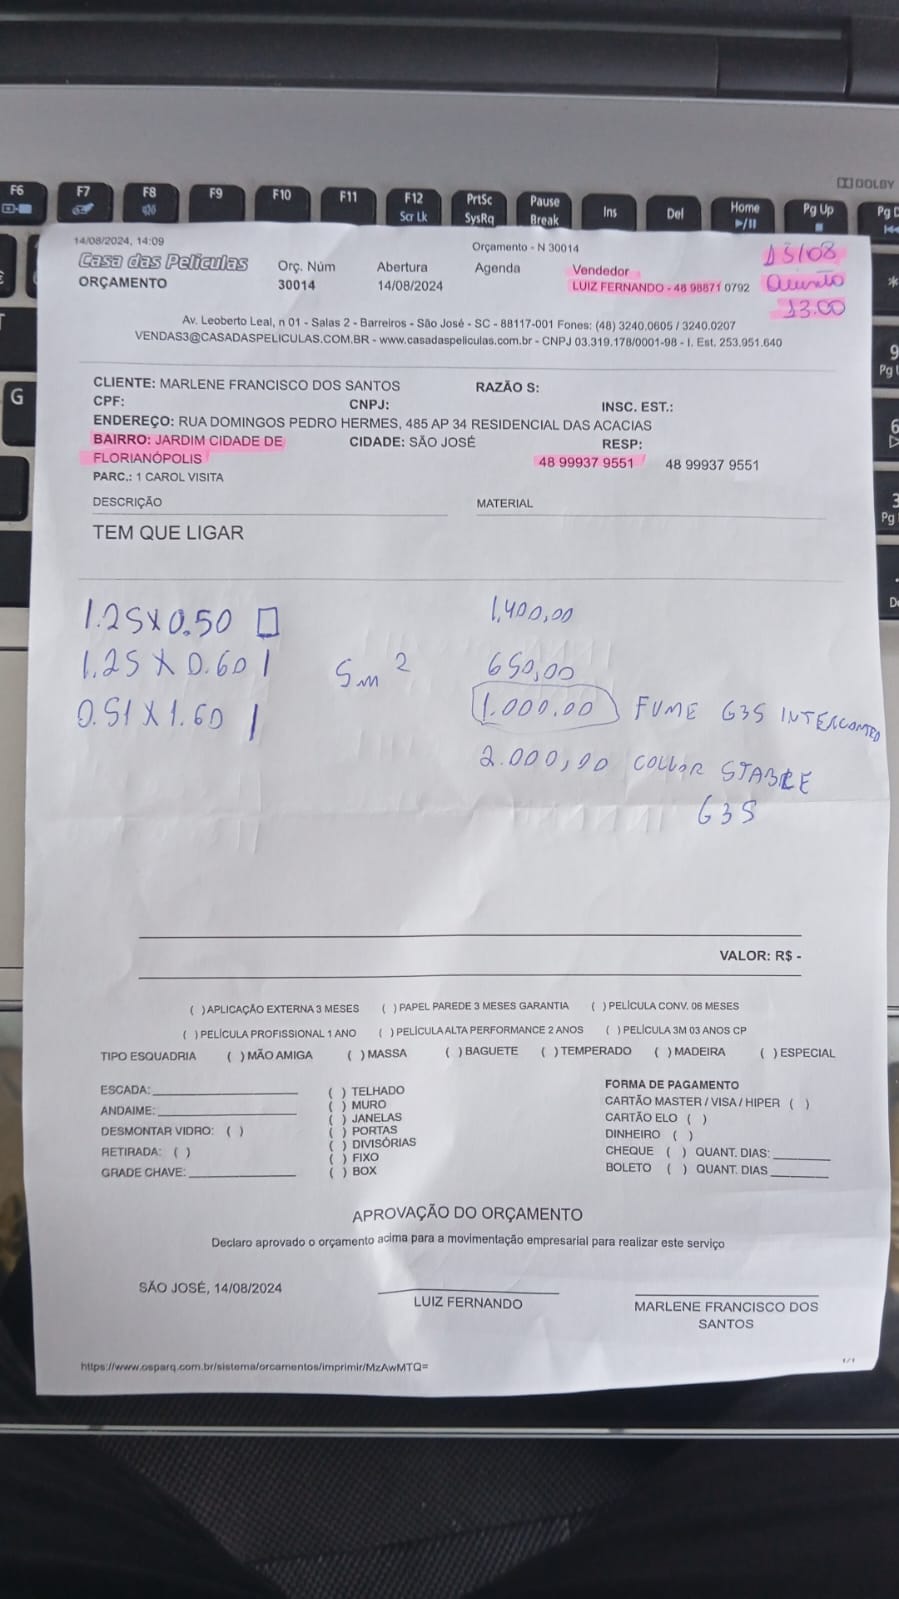 DOLBY
F6
F7
F8
F9
F10
F11
F12
Scr Lk
PrtSc
SysRq
Pause
Break
Ins
Del
Home
Pg Up
G
14/08/2024, 14:09
Orçamento - N 30014
Casa das Películas
ORÇAMENTO
Orç. Núm
30014
Abertura
14/08/2024
Agenda
Vendedor
LUIZ FERNANDO - 48 98871 0792
13.00
Av. Leoberto Leal, n 01 - Salas 2 - Barreiros - São José - SC - 88117-001 Fones: (48) 3240.0605 / 3240.0207
VENDAS3@CASADASPELICULAS.COM.BR - www.casadaspeliculas.com.br - CNPJ 03.319.178/0001-98 - I. Est. 253.951.640
CLIENTE: MARLENE FRANCISCO DOS SANTOS RAZÃO S:
CPF: CNPJ: INSC. EST.:
ENDEREÇO: RUA DOMINGOS PEDRO HERMES, 485 AP 34 RESIDENCIAL DAS ACACIAS
BAIRRO: JARDIM CIDADE DE CIDADE: SÃO JOSÉ RESP:
FLORIANÓPOLIS 48 99937 9551 48 99937 9551
PARC.: 1 CAROL VISITA
DESCRIÇÃO MATERIAL
TEM QUE LIGAR
1.25 X 0.50 1,400,00
1,25 X 0.60 5m² 650,00
0.51 X 1.60 1.000.00 FUME G35
2.000,00 COLLOR STABLE
G35
VALOR: R$ -
( )APLICAÇÃO EXTERNA 3 MESES ( )PAPEL PAREDE 3 MESES GARANTIA ( )PELÍCULA CONV. 06 MESES
( )PELÍCULA PROFISSIONAL 1 ANO ( )PELÍCULA ALTA PERFORMANCE 2 ANOS ( )PELÍCULA 3M 03 ANOS CP
TIPO ESQUADRIA ( )MÃO AMIGA ( )MASSA ( )BAGUETE ( )TEMPERADO ( )MADEIRA ( )ESPECIAL
ESCADA:
ANDAIME:
DESMONTAR VIDRO: ( )
RETIRADA: ( )
GRADE CHAVE:
( ) TELHADO
( ) MURO
( ) JANELAS
( ) PORTAS
( ) DIVISÓRIAS
( ) FIXO
( ) BOX
FORMA DE PAGAMENTO
CARTÃO MASTER / VISA / HIPER ( )
CARTÃO ELO ( )
DINHEIRO ( )
CHEQUE ( ) QUANT. DIAS:
BOLETO ( ) QUANT. DIAS
APROVAÇÃO DO ORÇAMENTO
Declaro aprovado o orçamento acima para a movimentação empresarial para realizar este serviço
SÃO JOSÉ, 14/08/2024
LUIZ FERNANDO
MARLENE FRANCISCO DOS
SANTOS
https://www.osparq.com.br/sistema/orcamentos/imprimir/MzAwMTQ=
1/1